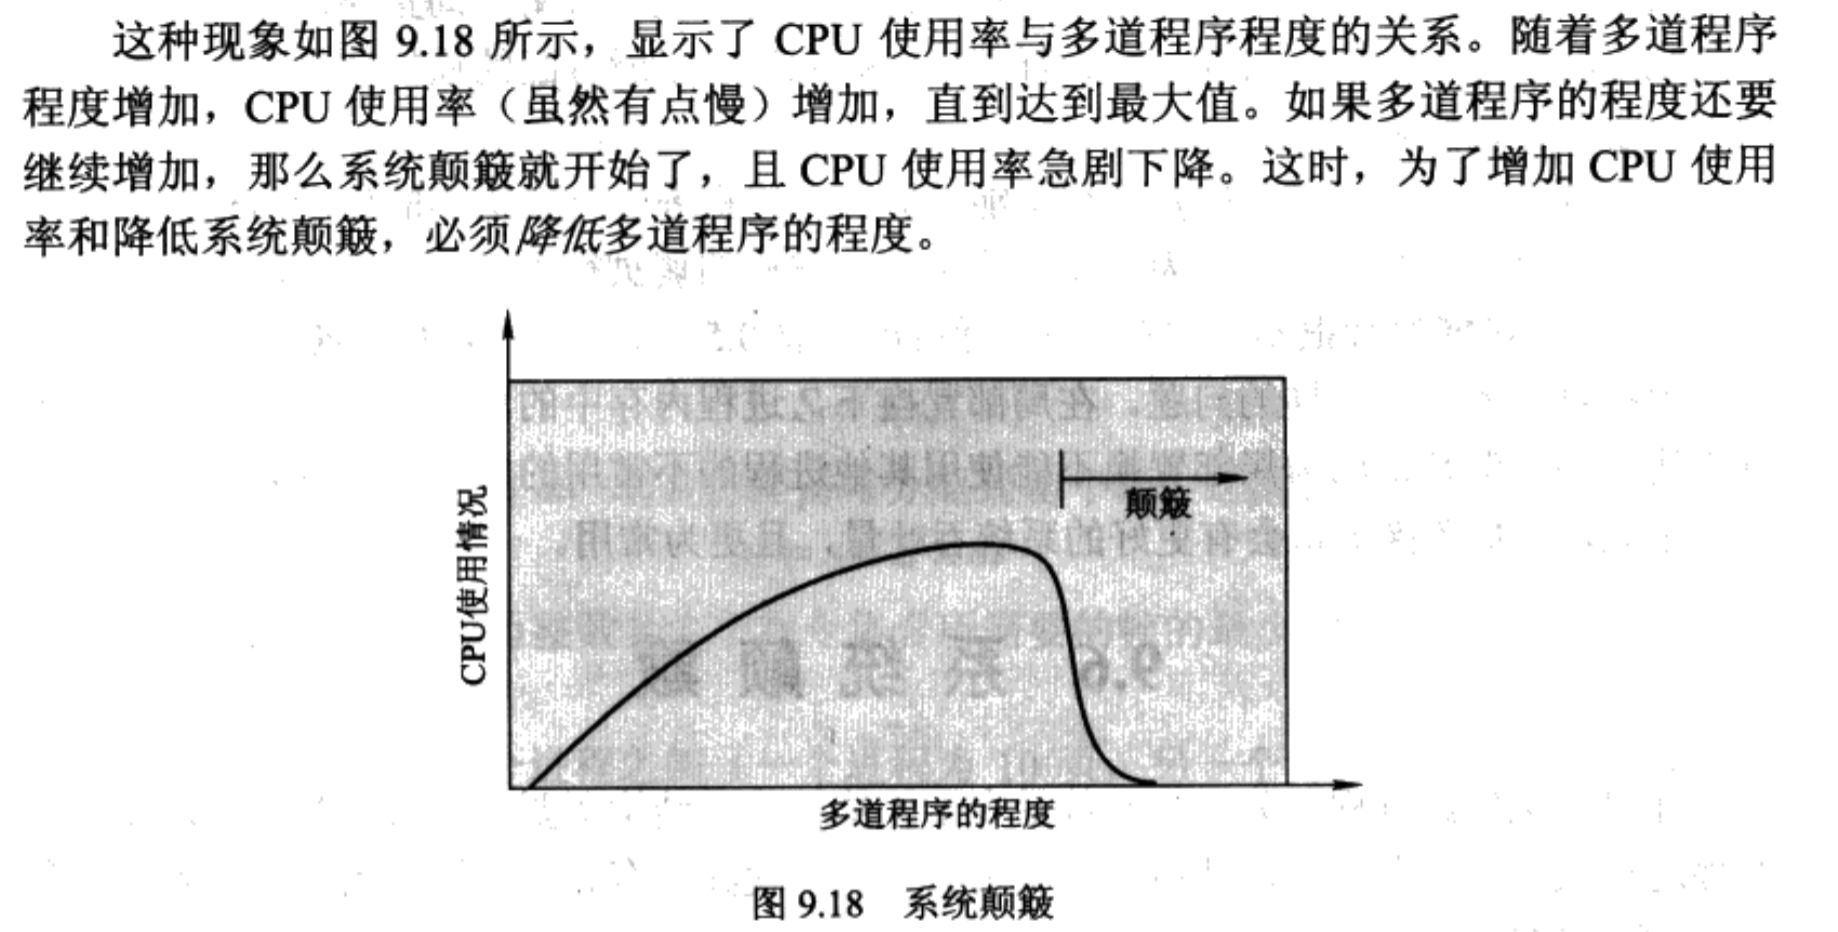 这种现象如图 9.18 所示，显示了 CPU 使用率与多道程序程度的关系。随着多道程序
程度增加，CPU 使用率（虽然有点慢）增加，直到达到最大值。如果多道程序的程度还要
继续增加，那么系统颠簸就开始了，且 CPU 使用率急剧下降。这时，为了增加 CPU 使用
率和降低系统颠簸，必须降低多道程序的程度。
颠簸
CPU使用情况
多道程序的程度
图 9.18 系统颠簸
9.6 系统颠簸